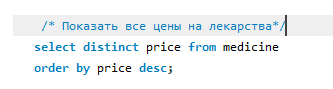 /* Показать все цены на лекарства*/
select distinct price from medicine
order by price desc;